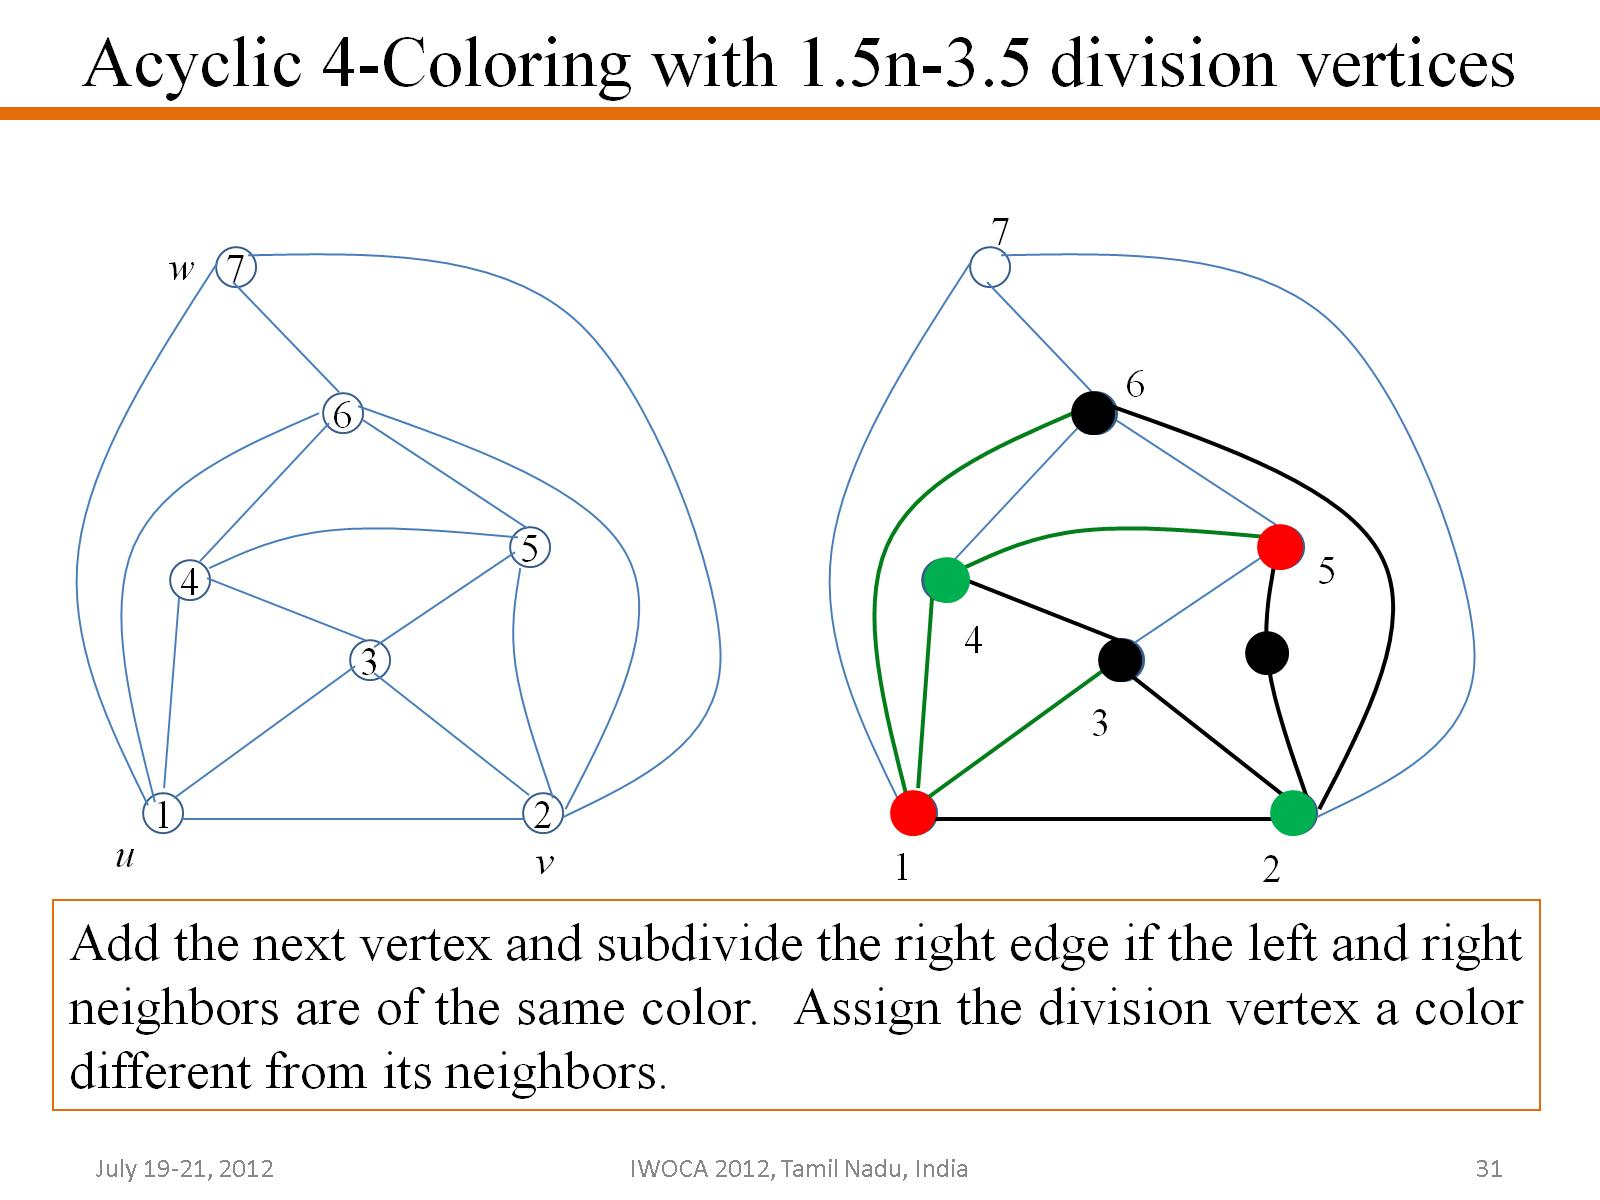 Acyclic 4-Coloring with 1.5n-3.5 division vertices
w 7
6
5
4
3
1 2
u v
7
6
5
4
3
1 2
Add the next vertex and subdivide the right edge if the left and right
neighbors are of the same color. Assign the division vertex a color
different from its neighbors.
July 19-21, 2012 IWOCA 2012, Tamil Nadu, India 31